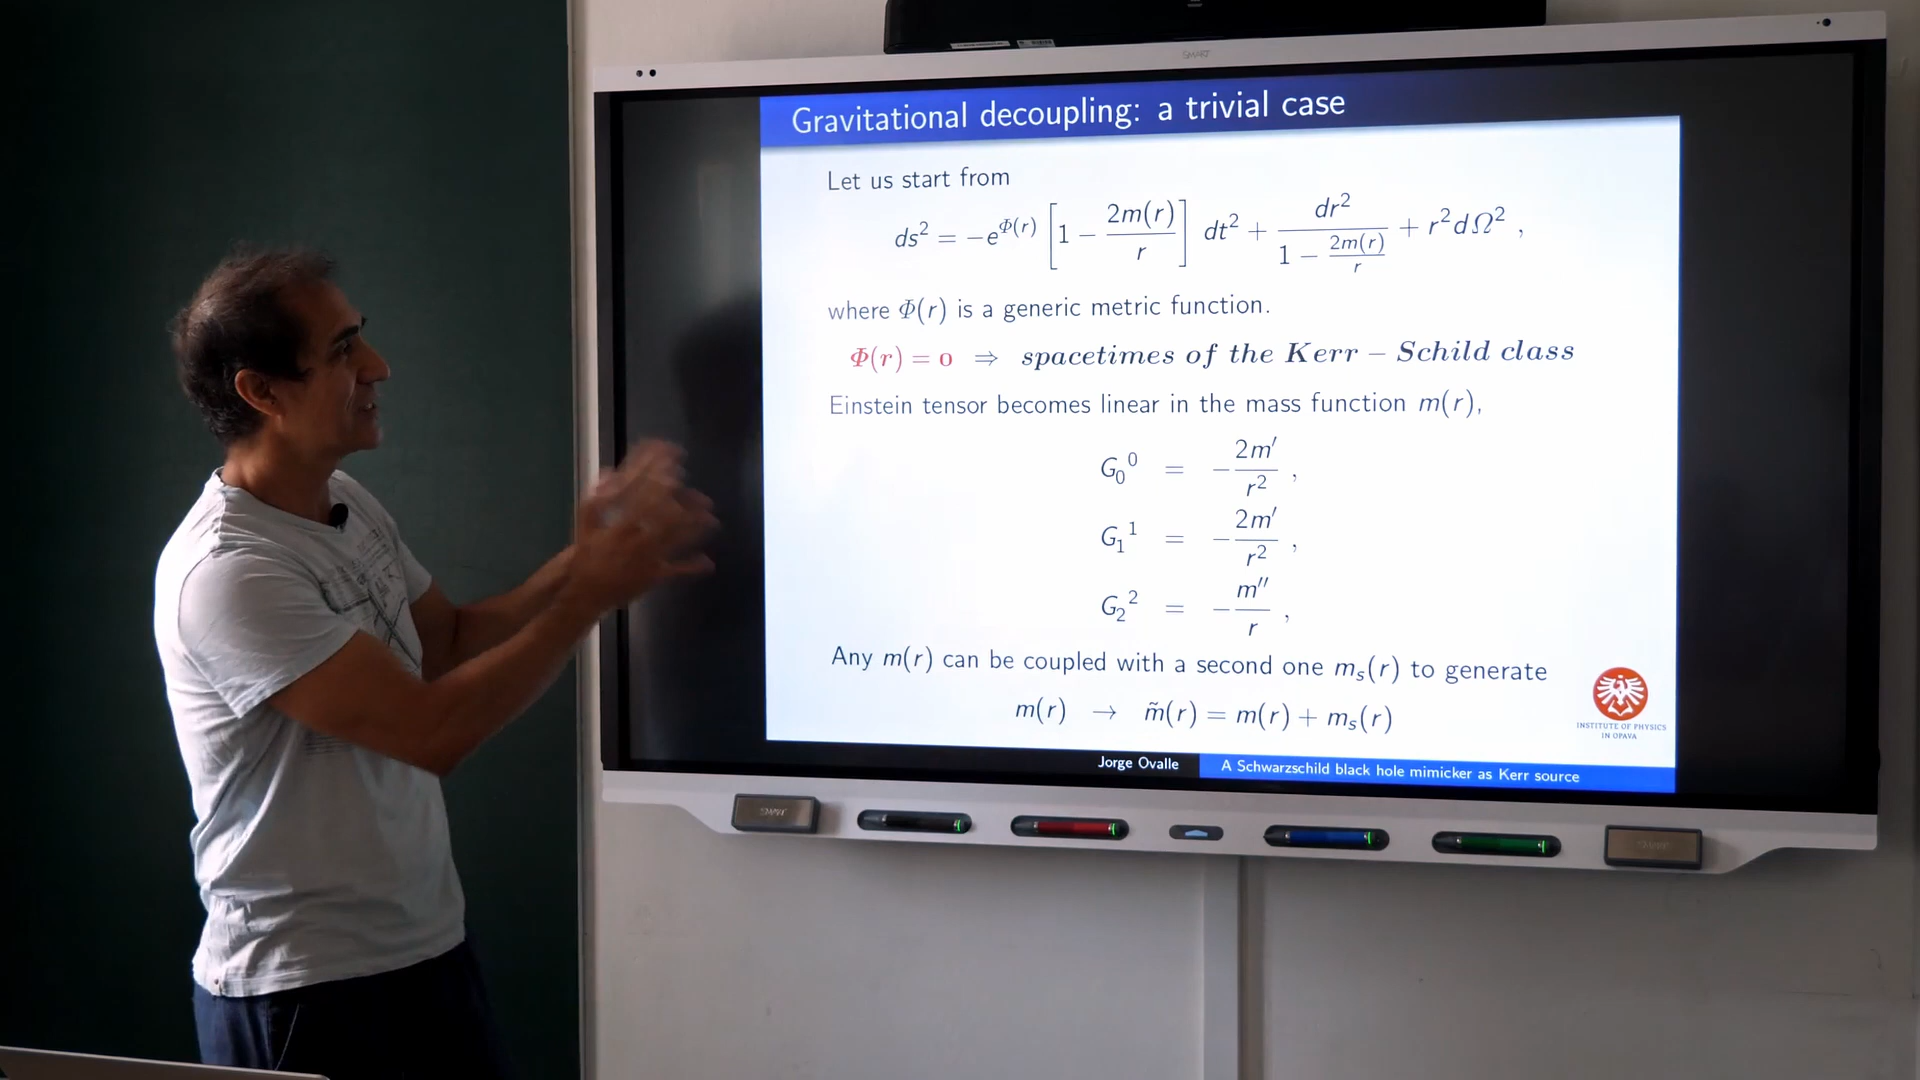 SMART
Gravitational decoupling: a trivial case
Let us start from
ds² = −e^{Φ(r)} [1 − 2m(r)/r] dt² + dr²/(1 − 2m(r)/r) + r²dΩ² ,
where Φ(r) is a generic metric function.
Φ(r) = 0 ⇒ spacetimes of the Kerr – Schild class
Einstein tensor becomes linear in the mass function m(r),
G₀⁰ = −2m′/r² ,
G₁¹ = −2m′/r² ,
G₂² = −m″/r ,
Any m(r) can be coupled with a second one mₛ(r) to generate
m(r) → m̃(r) = m(r) + mₛ(r)
INSTITUTE OF PHYSICS
IN OPAVA
Jorge Ovalle A Schwarzschild black hole mimicker as Kerr source
SMART
SMART